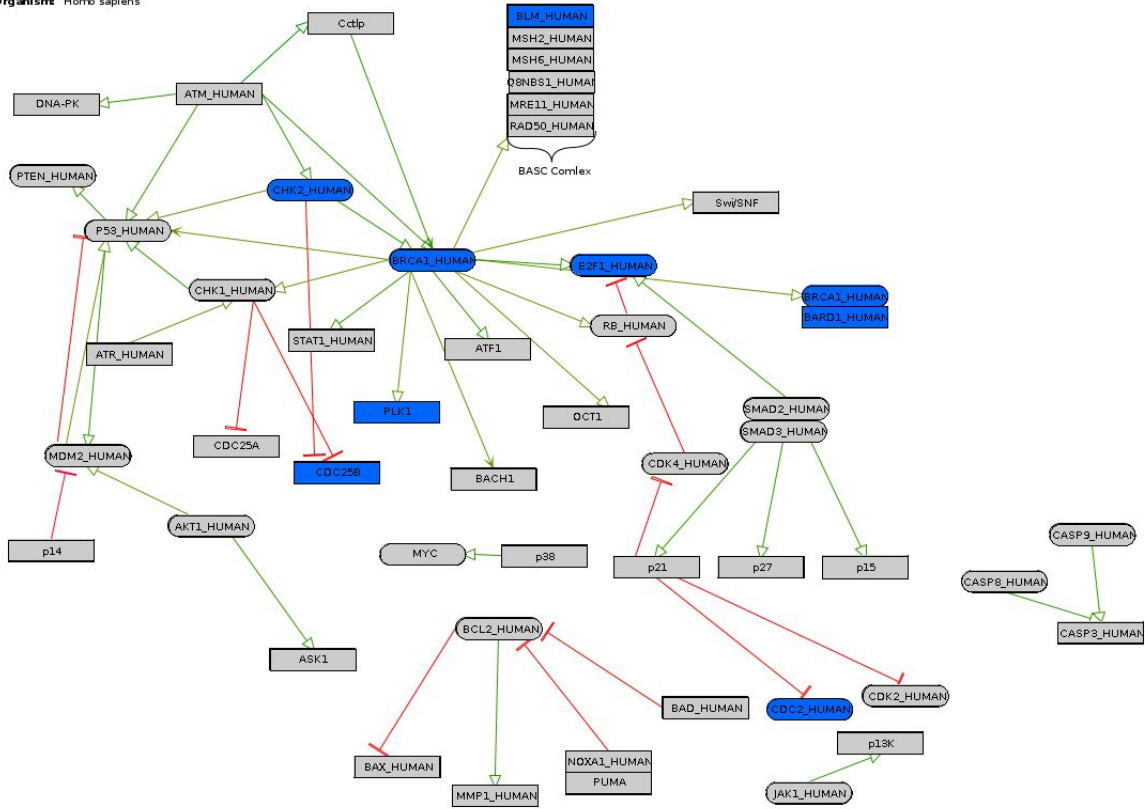 Organism: Homo sapiens
Cctlp
BLM_HUMAN
MSH2_HUMAN
MSH6_HUMAN
Q8NBS1_HUMAN
MRE11_HUMAN
RAD50_HUMAN
BASC Comlex
DNA-PK
ATM_HUMAN
PTEN_HUMAN
CHK2_HUMAN
Swi/SNF
P53_HUMAN
BRCA1_HUMAN
E2F1_HUMAN
CHK1_HUMAN
BRCA1_HUMAN
BARD1_HUMAN
RB_HUMAN
STAT1_HUMAN
ATF1
ATR_HUMAN
PLK1
OCT1
SMAD2_HUMAN
SMAD3_HUMAN
CDC25A
MDM2_HUMAN
CDC25B
BACH1
CDK4_HUMAN
AKT1_HUMAN
p14
MYC
p38
p21
p27
p15
CASP9_HUMAN
CASP8_HUMAN
CASP3_HUMAN
BCL2_HUMAN
ASK1
CDK2_HUMAN
BAD_HUMAN
CDC2_HUMAN
p13K
BAX_HUMAN
NOXA1_HUMAN
PUMA
MMP1_HUMAN
JAK1_HUMAN